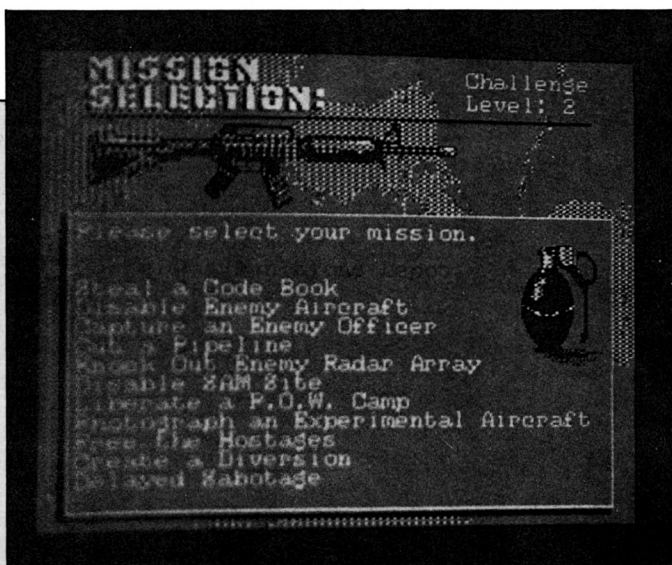 MISSION
SELECTION:
Challenge
Level: 2
Please select your mission.
Steal a Code Book
Disable Enemy Aircraft
Capture an Enemy Officer
Cut a Pipeline
Knock Out Enemy Radar Array
Disable SAM Site
Liberate a P.O.W. Camp
Photograph an Experimental Aircraft
Free the Hostages
Create a Diversion
Delayed Sabotage